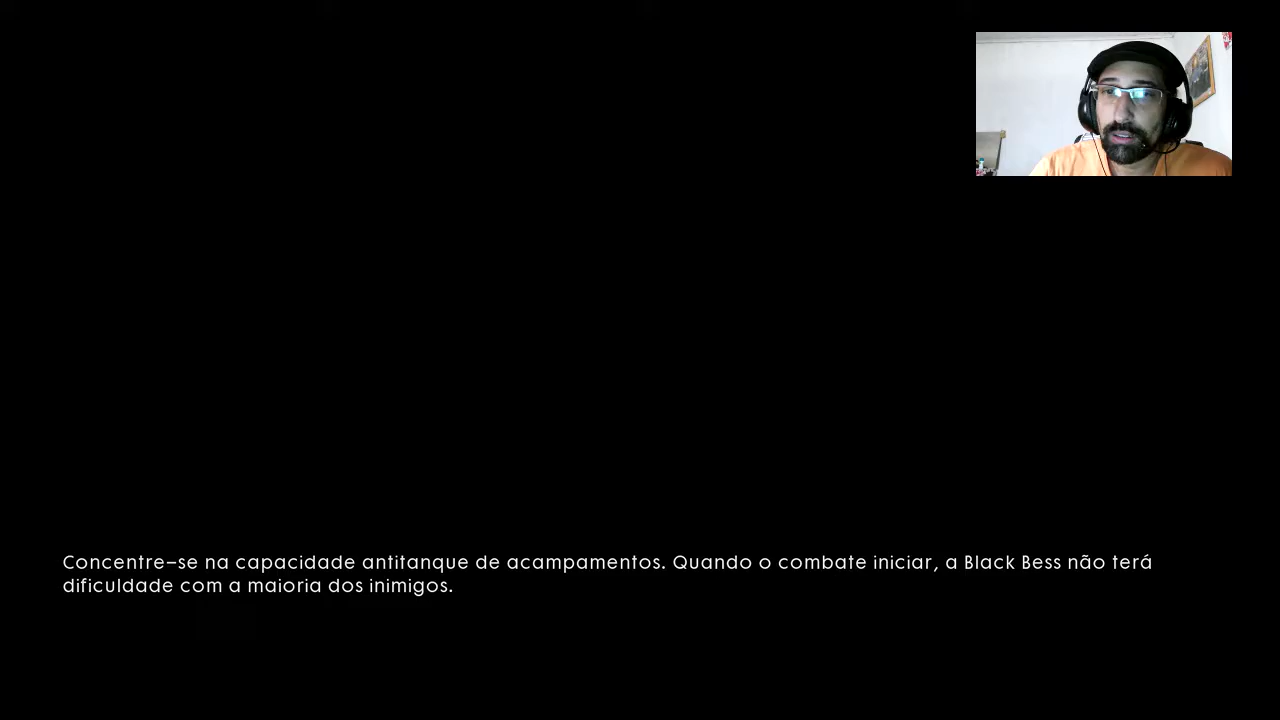 Concentre-se na capacidade antitanque de acampamentos. Quando o combate iniciar, a Black Bess não terá
dificuldade com a maioria dos inimigos.